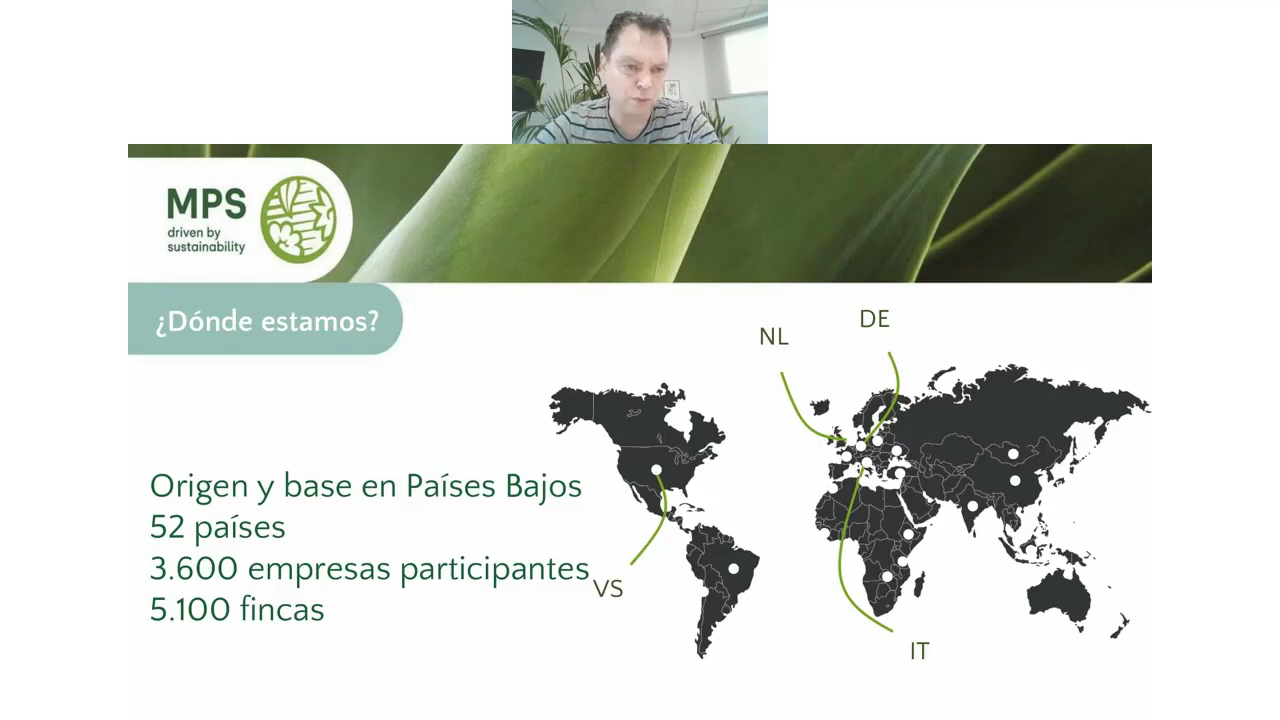 MPS
driven by
sustainability
¿Dónde estamos?
NL
DE
Origen y base en Países Bajos
52 países
3.600 empresas participantes
5.100 fincas
VS
IT